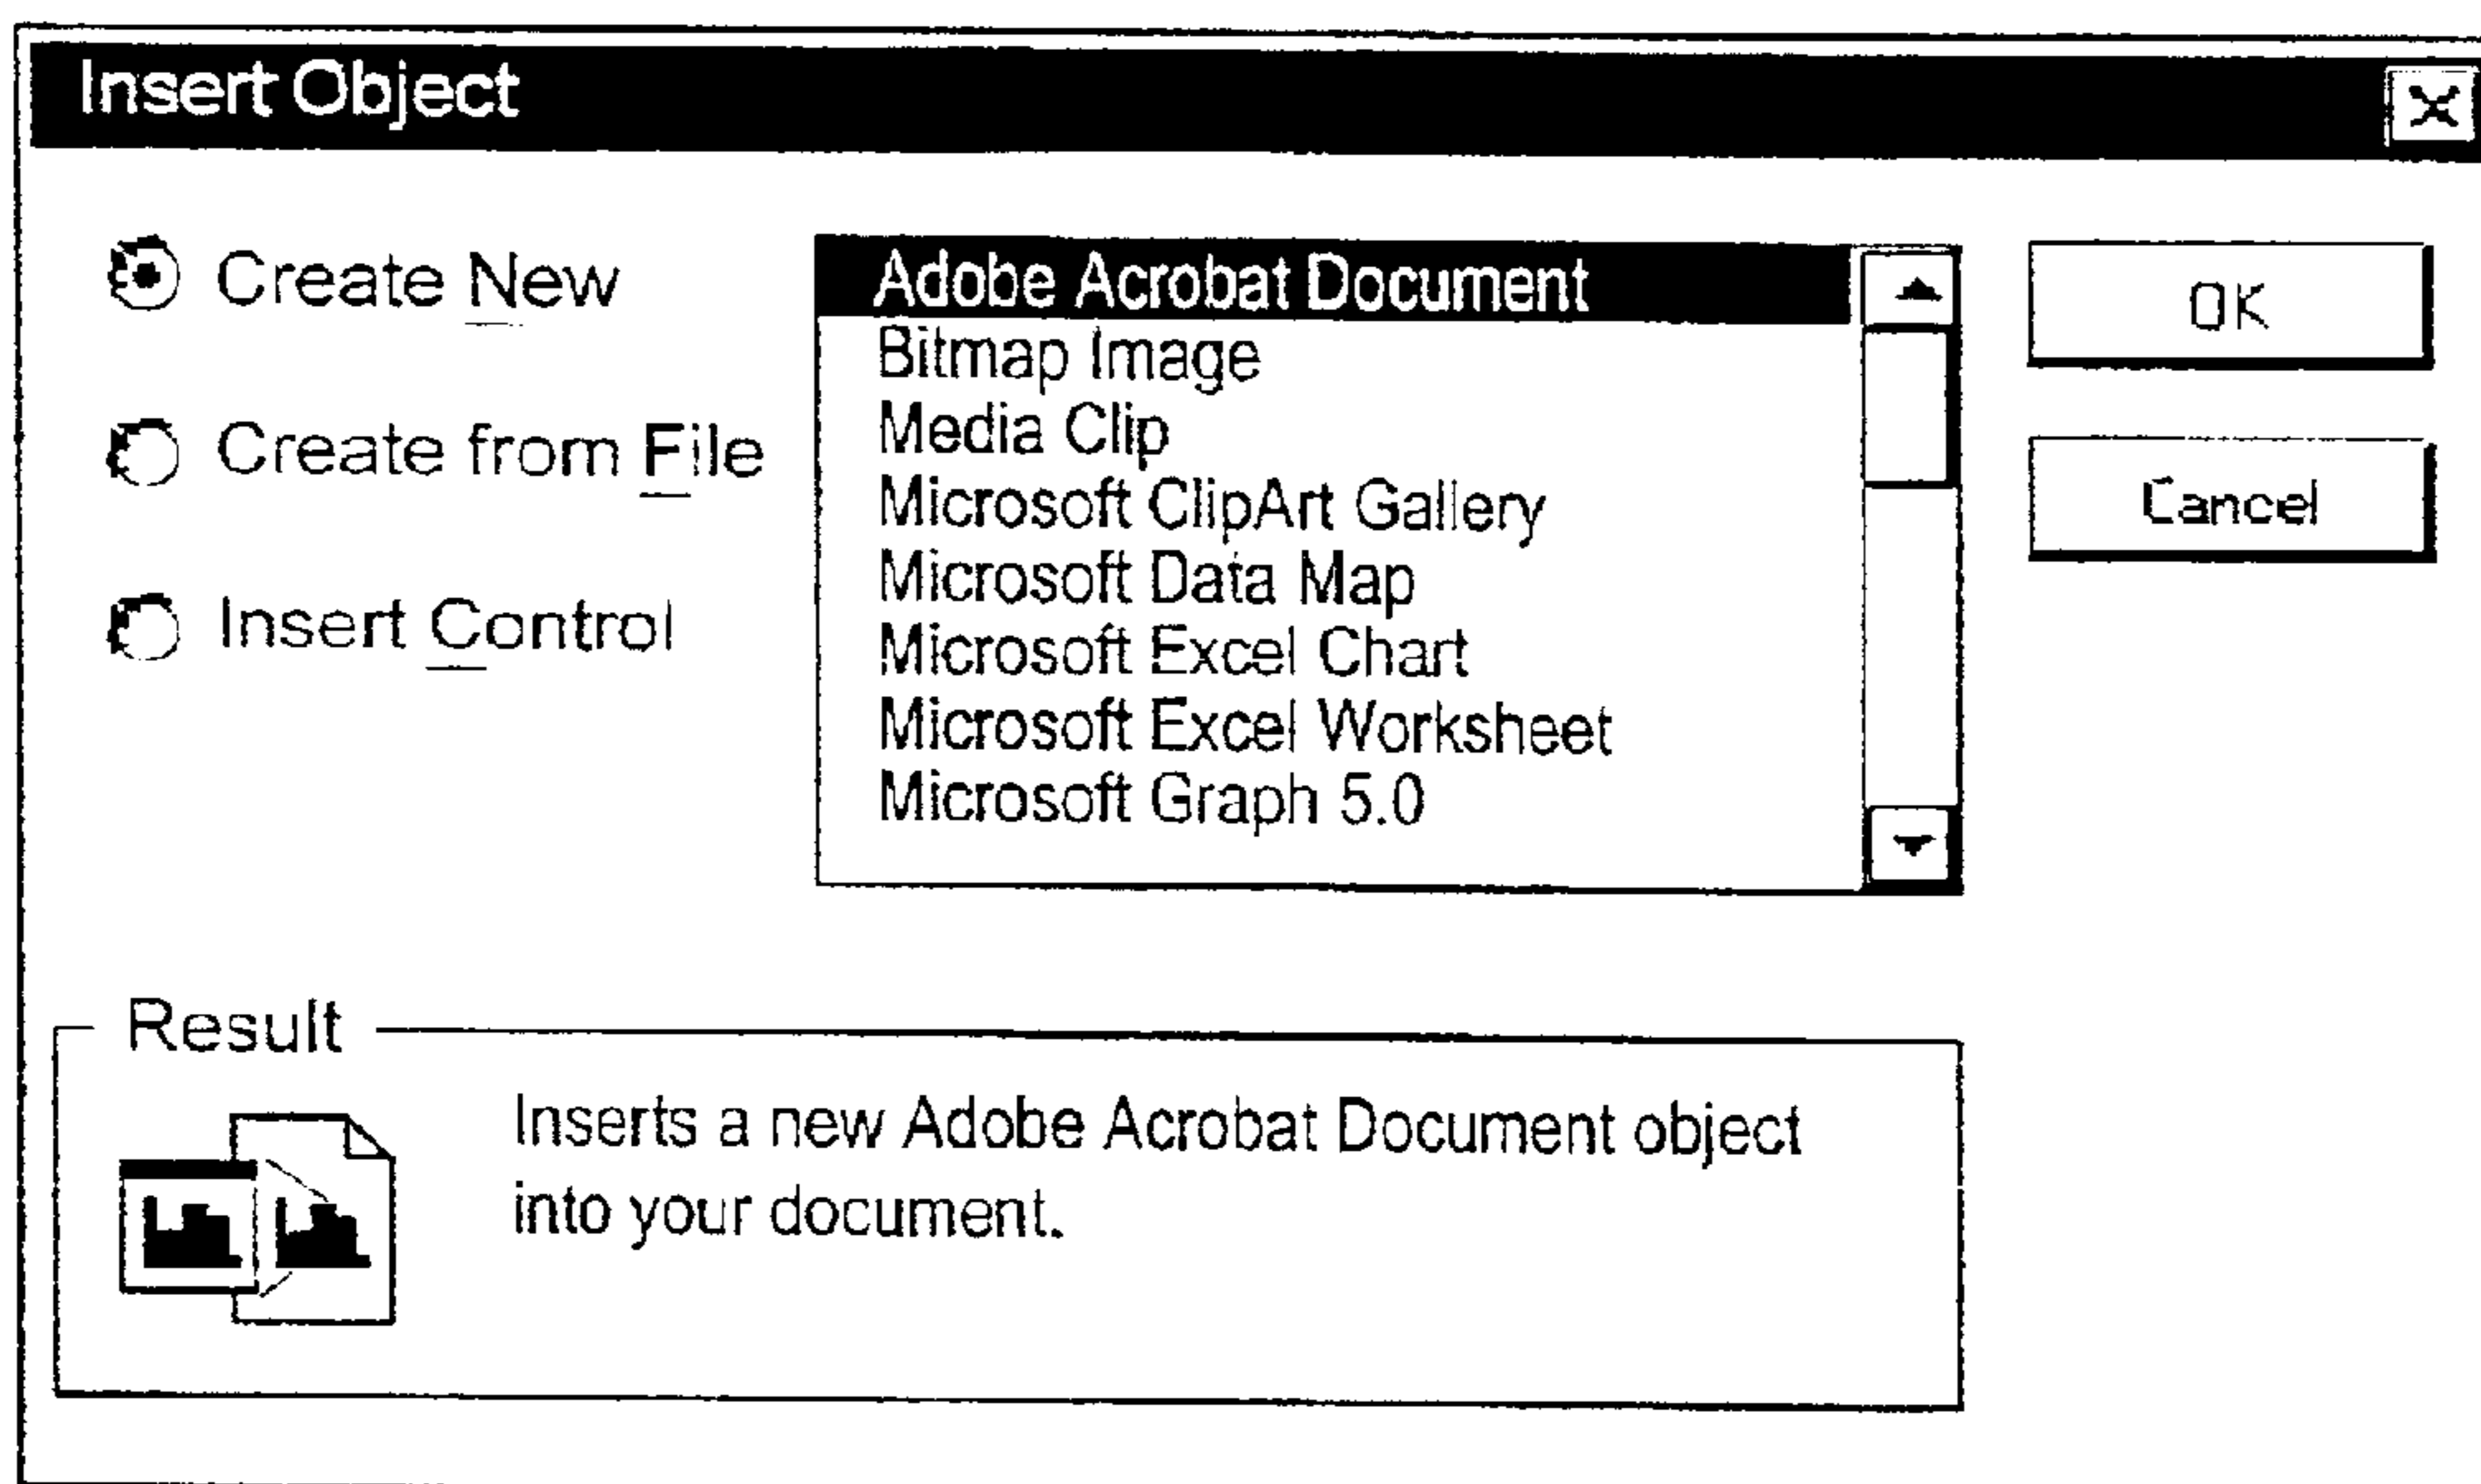 Insert Object
Create New
Create from File
Insert Control
Adobe Acrobat Document
Bitmap Image
Media Clip
Microsoft ClipArt Gallery
Microsoft Data Map
Microsoft Excel Chart
Microsoft Excel Worksheet
Microsoft Graph 5.0
OK
Cancel
Result
Inserts a new Adobe Acrobat Document object
into your document.